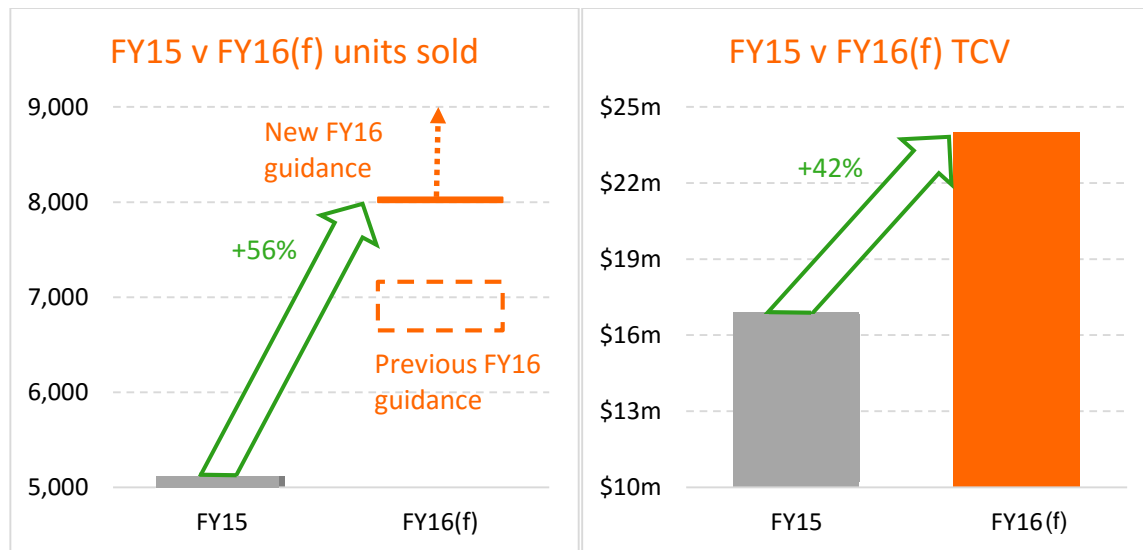 FY15 v FY16(f) units sold
9,000
8,000
7,000
6,000
5,000
New FY16
guidance
+56%
Previous FY16
guidance
FY15
FY16(f)
FY15 v FY16(f) TCV
$25m
$22m
$19m
$16m
$13m
$10m
+42%
FY15
FY16(f)